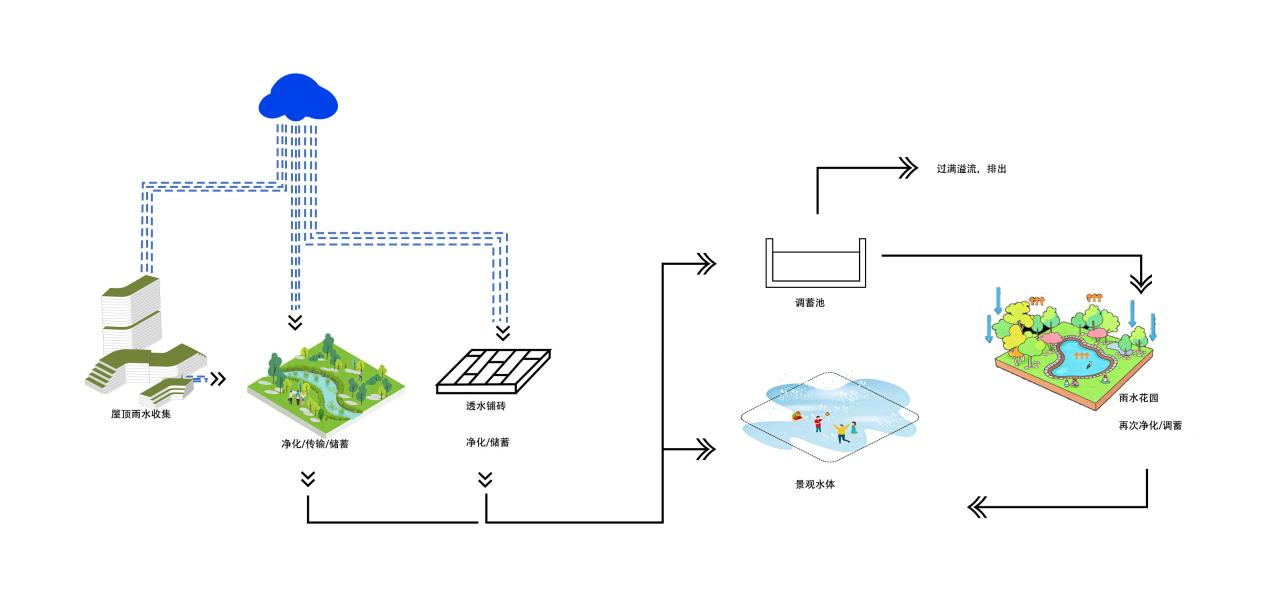 过满溢流，排出
调蓄池
雨水花园
透水铺砖
屋顶雨水收集
再次净化/调蓄
净化/储蓄
净化/传输/储蓄
景观水体